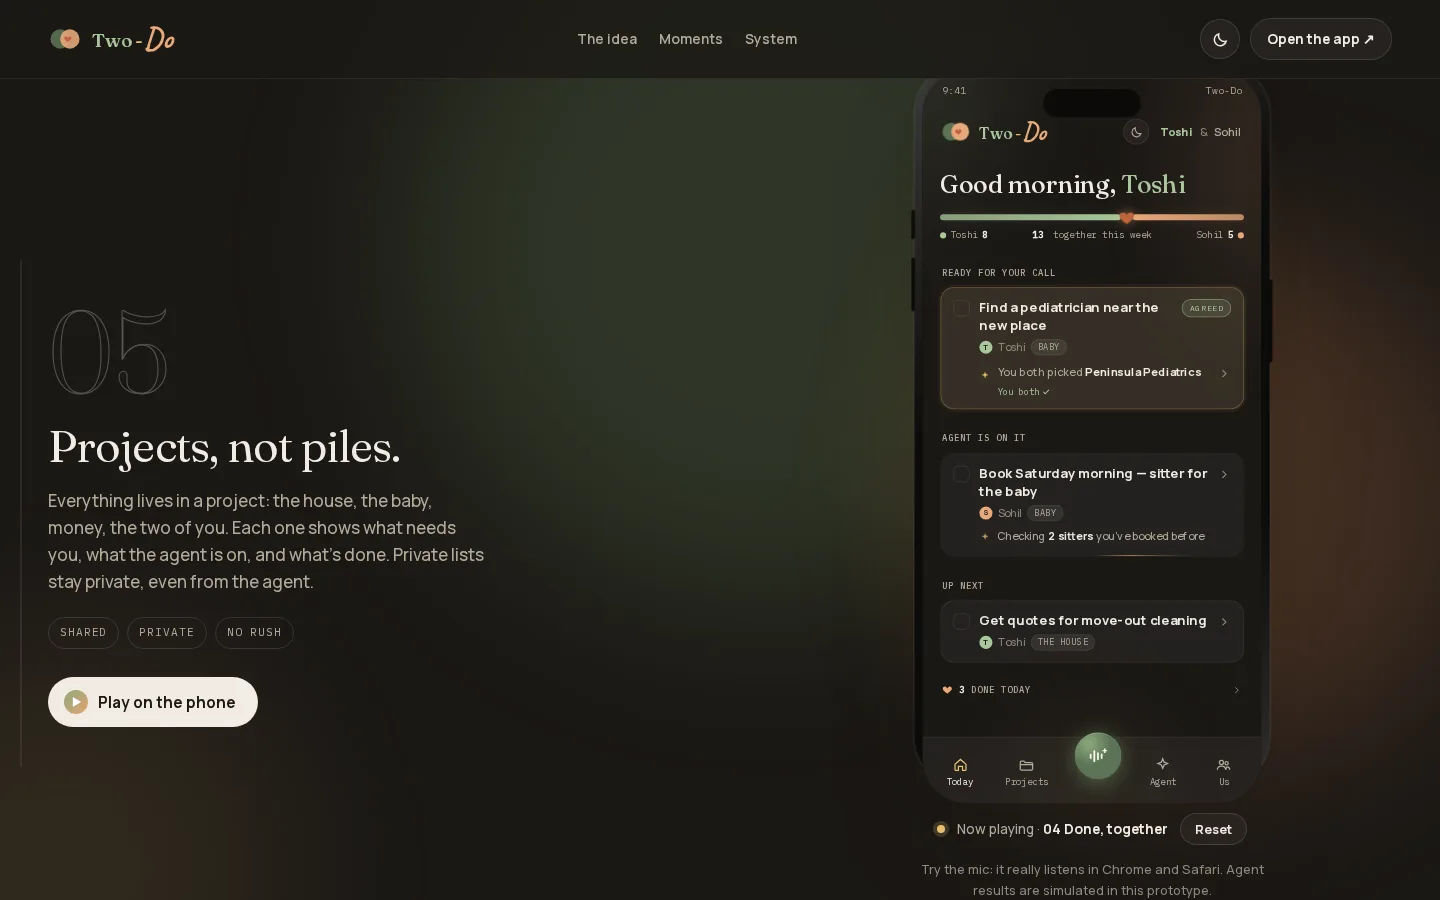 Two-Do
The idea
Moments
System
Open the app ↗
05
Projects, not piles.
Everything lives in a project: the house, the baby,
money, the two of you. Each one shows what needs
you, what the agent is on, and what's done. Private lists
stay private, even from the agent.
SHARED
PRIVATE
NO RUSH
Play on the phone
9:41
Two-Do
Two-Do
Toshi & Sohil
Good morning, Toshi
Toshi 8
13 together this week
Sohil 5
READY FOR YOUR CALL
Find a pediatrician near the
new place
AGREED
T Toshi BABY
You both picked Peninsula Pediatrics
You both ✓
AGENT IS ON IT
Book Saturday morning — sitter for
the baby
S Sohil BABY
Checking 2 sitters you've booked before
UP NEXT
Get quotes for move-out cleaning
T Toshi THE HOUSE
3 DONE TODAY
Today
Projects
Agent
Us
Now playing · 04 Done, together
Reset
Try the mic: it really listens in Chrome and Safari. Agent
results are simulated in this prototype.